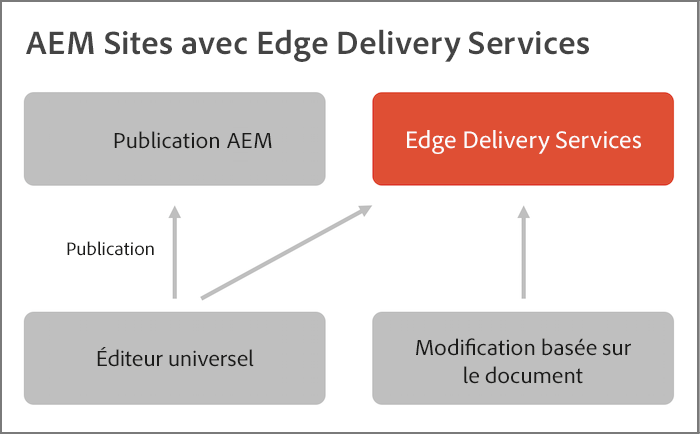 AEM Sites avec Edge Delivery Services
Publication AEM
Edge Delivery Services
Publication
Éditeur universel
Modification basée sur
le document